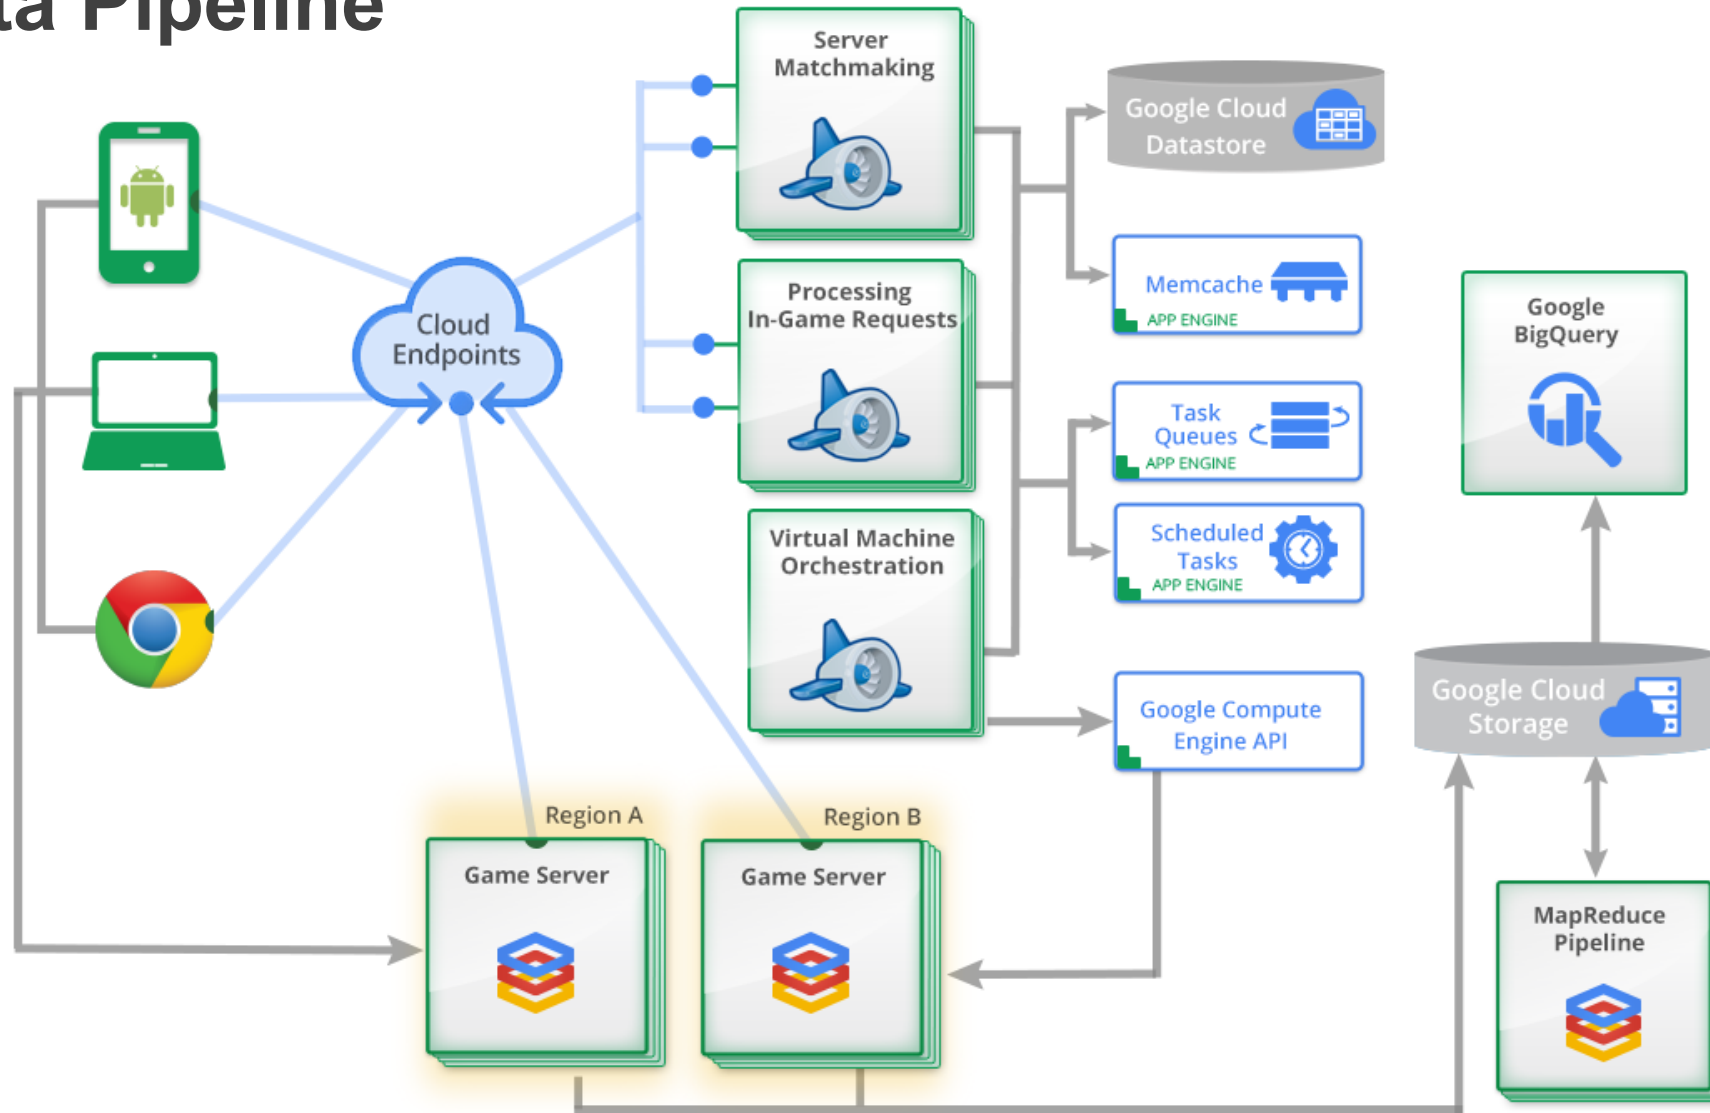 Pipeline
Server
Matchmaking
Google Cloud
Datastore
Memcache
APP ENGINE
Processing
In-Game Requests
Cloud
Endpoints
Google
BigQuery
Task
Queues
APP ENGINE
Scheduled
Tasks
APP ENGINE
Virtual Machine
Orchestration
Google Cloud
Storage
Google Compute
Engine API
Region A
Game Server
Region B
Game Server
MapReduce
Pipeline